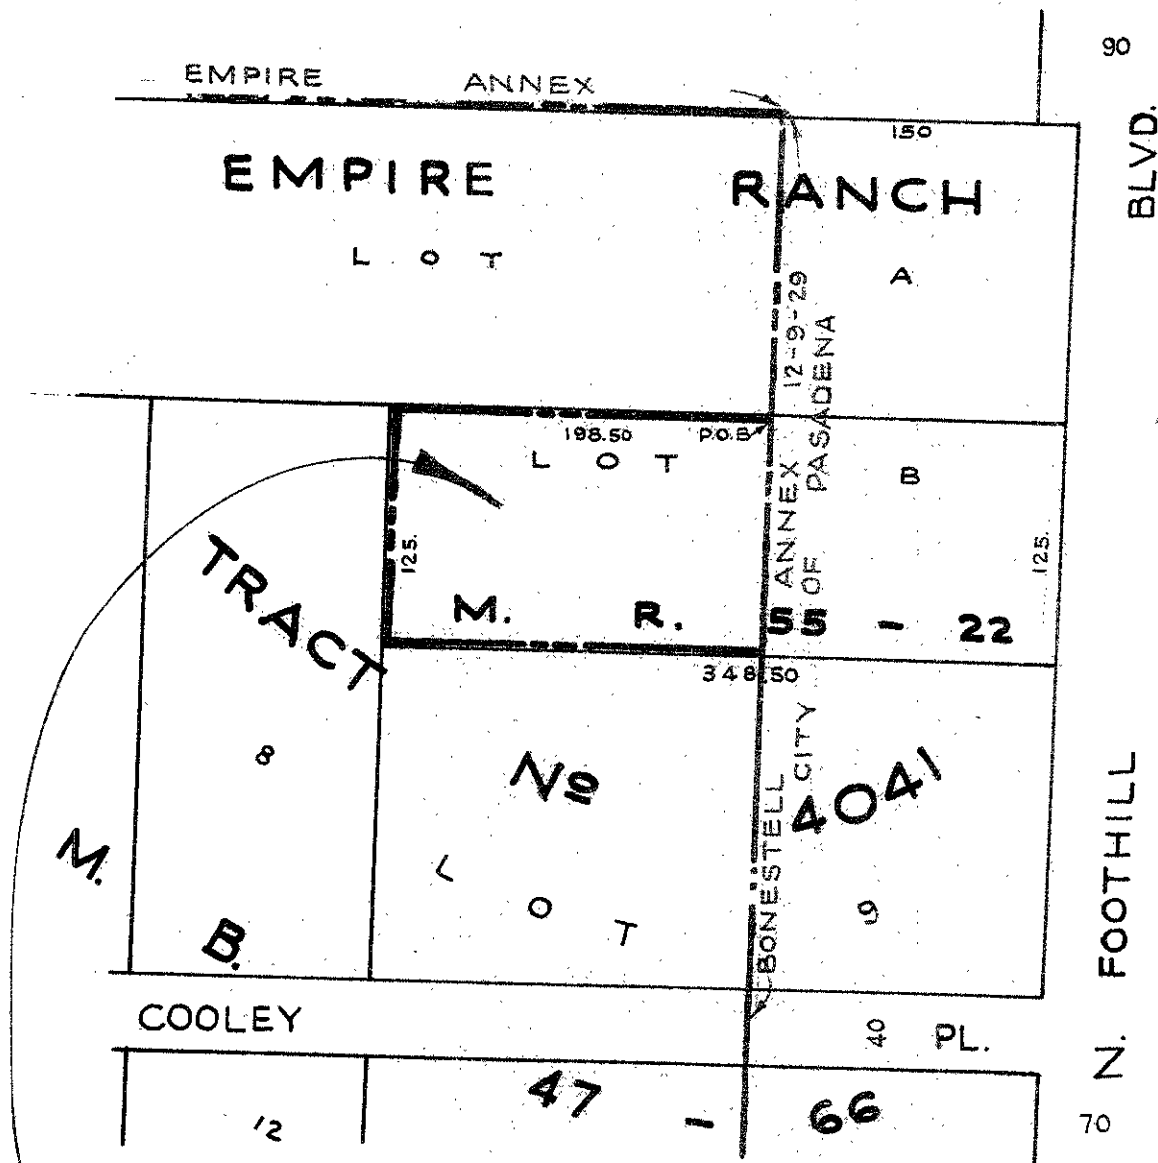 90
EMPIRE ANNEX
150
BLVD.
EMPIRE RANCH
LOT A
12-9-29
198.50 P.O.B
LOT B
125.
125.
TRACT
M. R. 55 - 22
348.50
BONESTELL ANNEX
CITY OF PASADENA
8
No 4041
M. B.
LOT 9
N. FOOTHILL
COOLEY 40 PL.
47 - 66
12
70